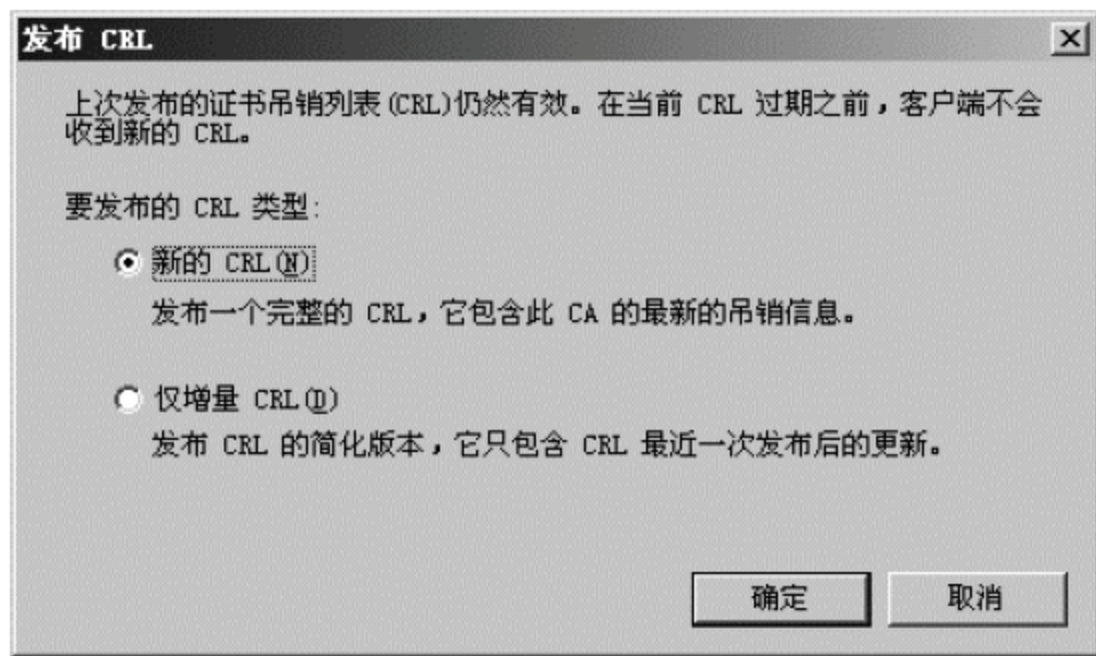 发布 CRL
上次发布的证书吊销列表(CRL)仍然有效。在当前 CRL 过期之前，客户端不会
收到新的 CRL。
要发布的 CRL 类型:
新的 CRL(N)
发布一个完整的 CRL，它包含此 CA 的最新的吊销信息。
仅增量 CRL(D)
发布 CRL 的简化版本，它只包含 CRL 最近一次发布后的更新。
确定 取消